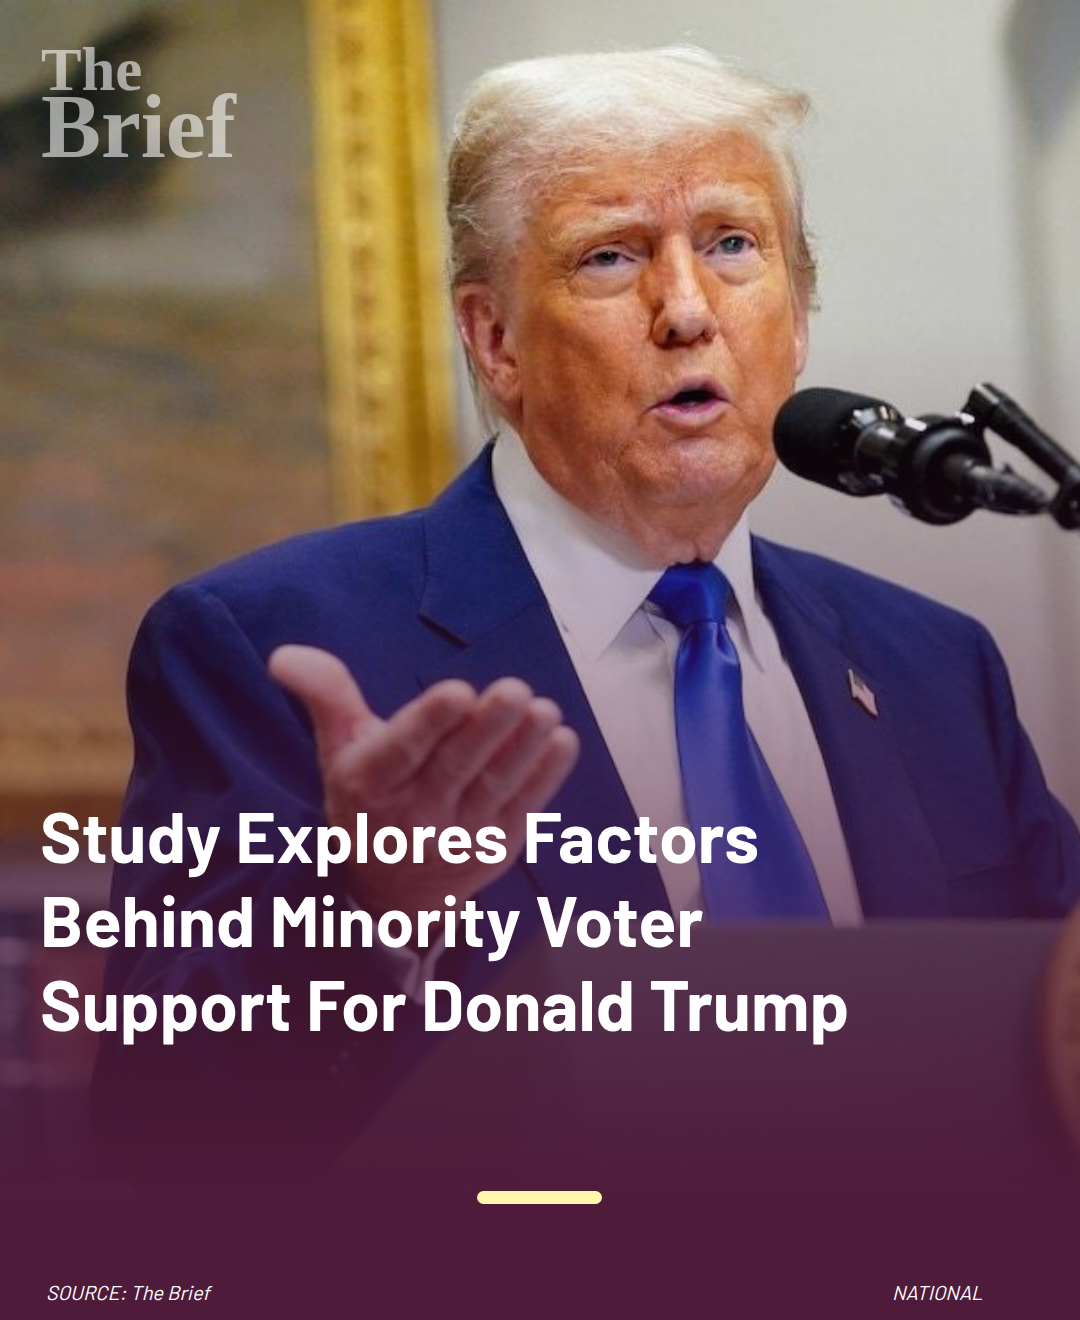 The
Brief
Study Explores Factors
Behind Minority Voter
Support For Donald Trump
SOURCE: The Brief
NATIONAL